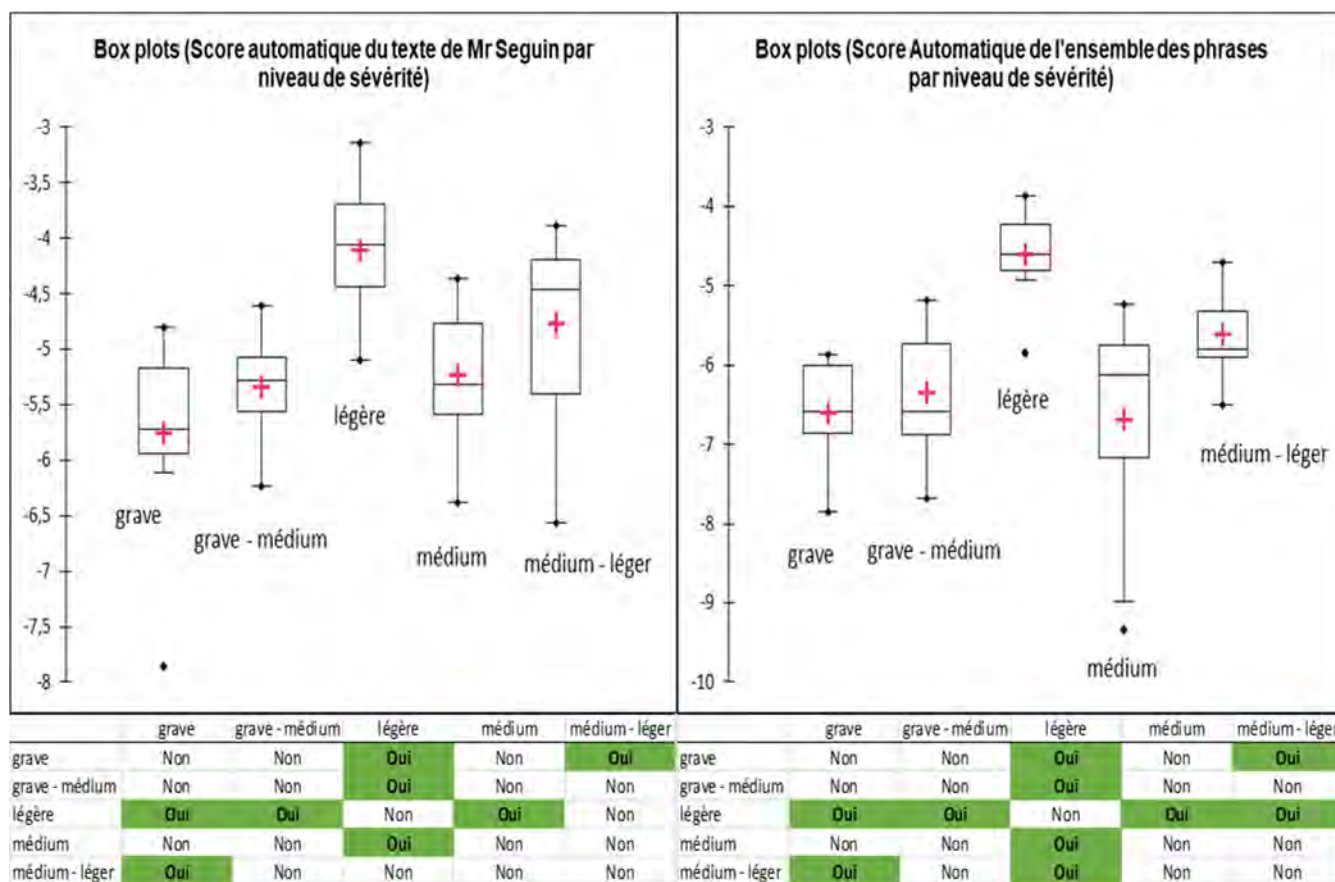 Box plots (Score automatique du texte de Mr Seguin par
niveau de sévérité)
-3
-3,5
-4
-4,5
-5
-5,5
-6
-6,5
-7
-7,5
-8
grave
grave - médium
légère
médium
médium - léger
Box plots (Score Automatique de l'ensemble des phrases
par niveau de sévérité)
-3
-4
-5
-6
-7
-8
-9
-10
grave
grave - médium
légère
médium
médium - léger
grave grave - médium légère médium médium - léger
grave Non Non Oui Non Oui
grave - médium Non Non Oui Non Non
légère Oui Oui Non Oui Non
médium Non Non Oui Non Non
médium - léger Oui Non Non Non Non
grave grave - médium légère médium médium - léger
grave Non Non Oui Non Oui
grave - médium Non Non Oui Non Non
légère Oui Oui Non Oui Oui
médium Non Non Oui Non Non
médium - léger Oui Non Oui Non Non